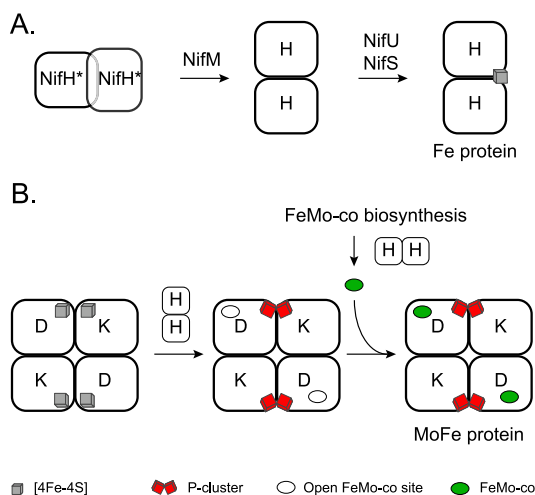 A.
NifH*
NifH*
NifM
H
H
NifU
NifS
H
H
Fe protein
B.
FeMo-co biosynthesis
H H
D K
K D
H
H
D K
K D
D K
K D
MoFe protein
[4Fe-4S] P-cluster Open FeMo-co site FeMo-co